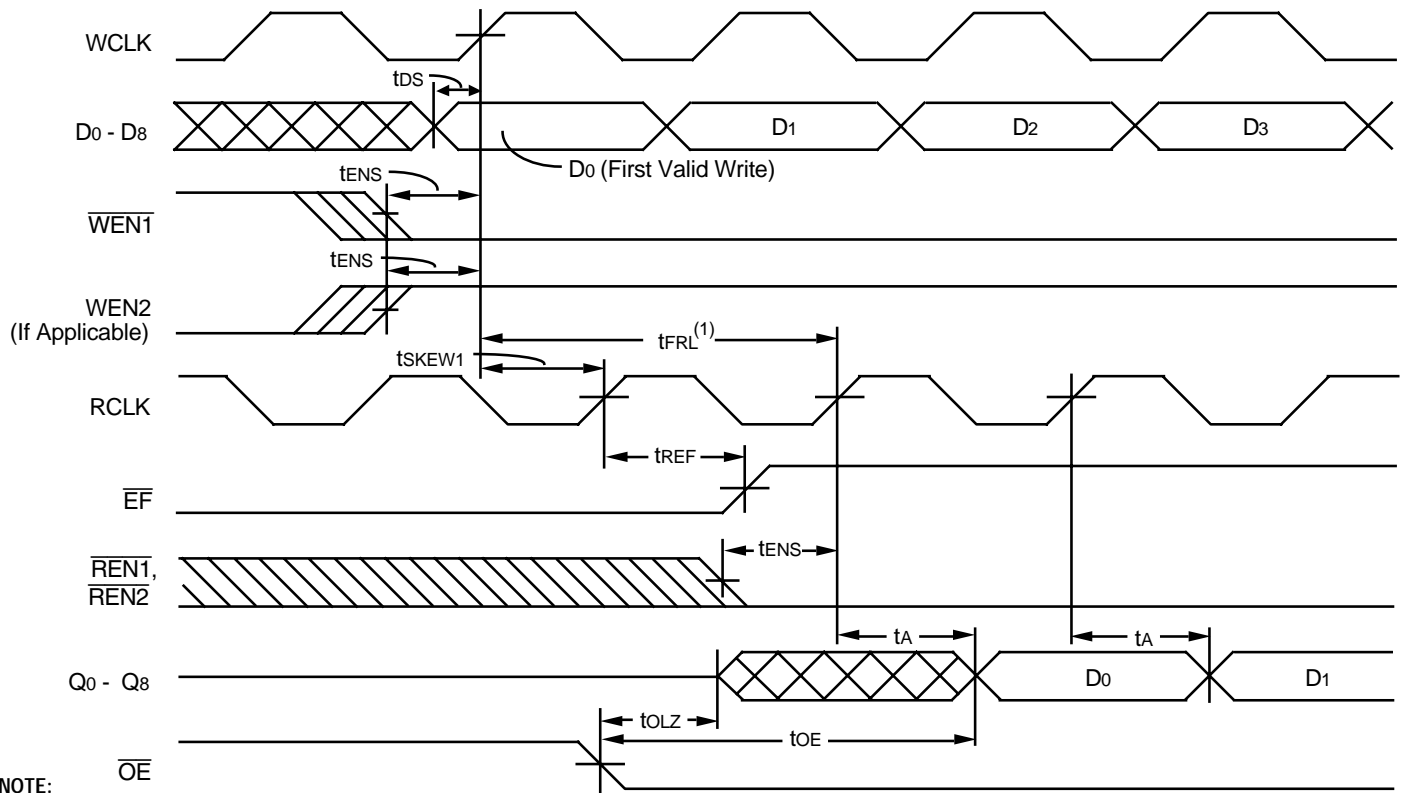 WCLK
tDS
D0 - D8
D1
D2
D3
D0 (First Valid Write)
tENS
WEN1
tENS
WEN2
(If Applicable)
tFRL(1)
tSKEW1
RCLK
tREF
EF
tENS
REN1,
REN2
tA
tA
Q0 - Q8
D0
D1
tOLZ
tOE
OE
NOTE: